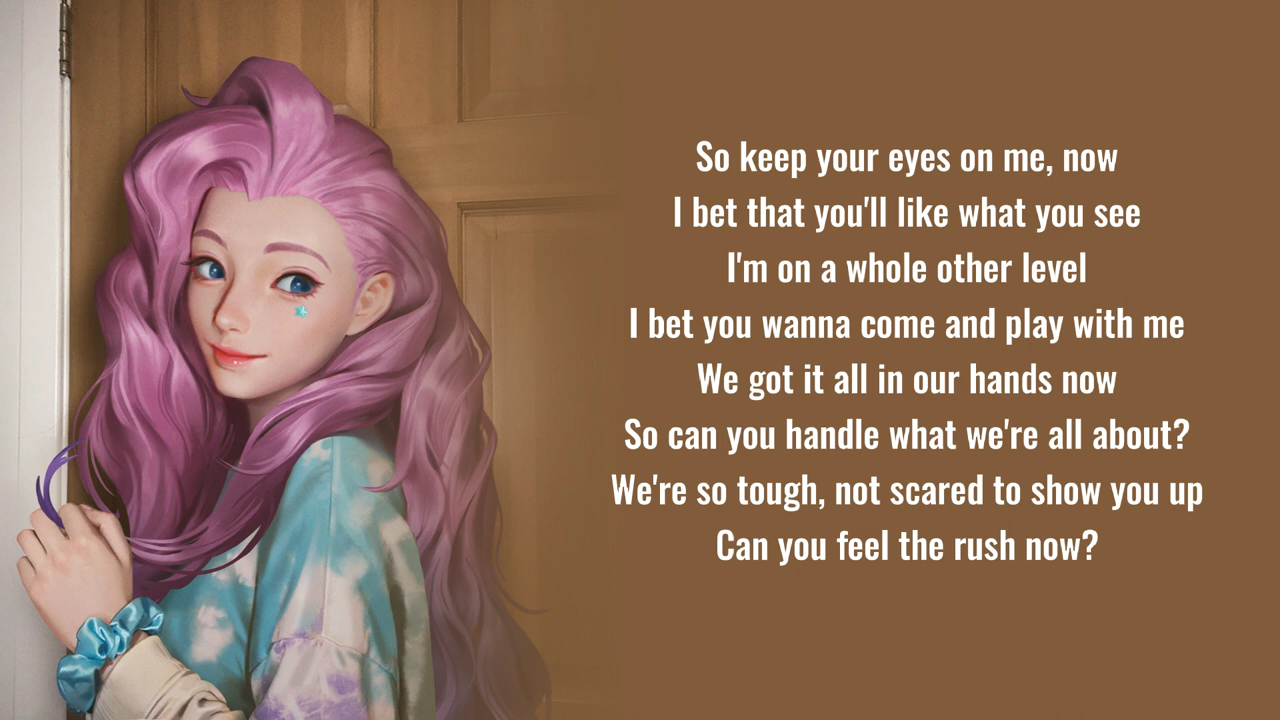 So keep your eyes on me, now
I bet that you'll like what you see
I'm on a whole other level
I bet you wanna come and play with me
We got it all in our hands now
So can you handle what we're all about?
We're so tough, not scared to show you up
Can you feel the rush now?